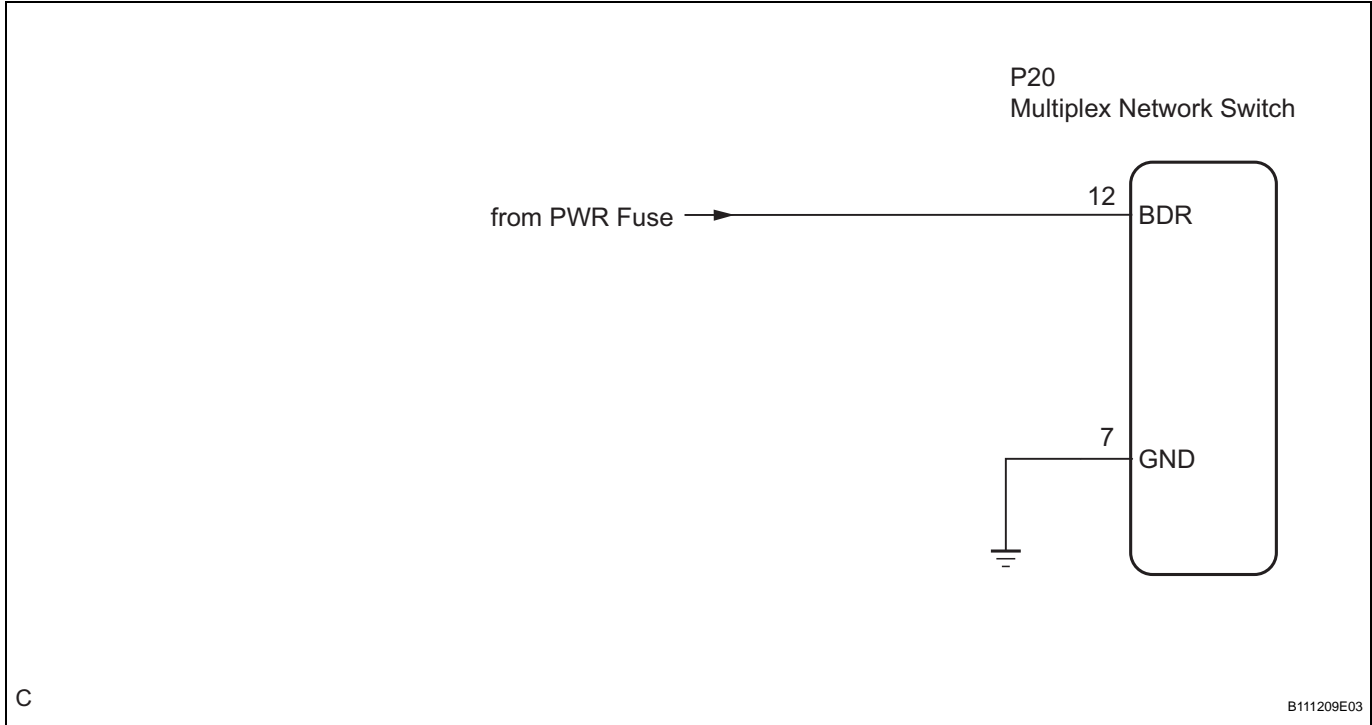 P20
Multiplex Network Switch
12
from PWR Fuse
BDR
7
GND
C
B111209E03